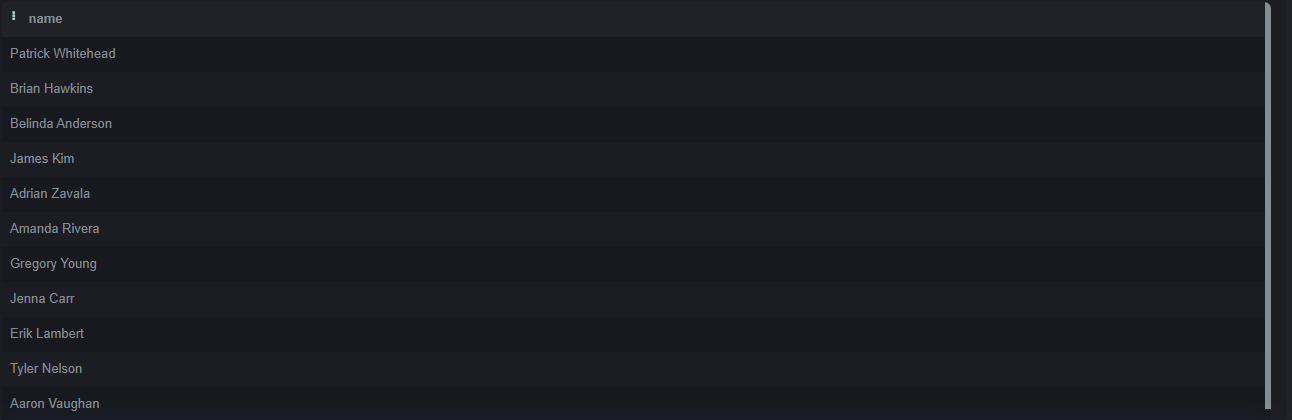 name
Patrick Whitehead
Brian Hawkins
Belinda Anderson
James Kim
Adrian Zavala
Amanda Rivera
Gregory Young
Jenna Carr
Erik Lambert
Tyler Nelson
Aaron Vaughan